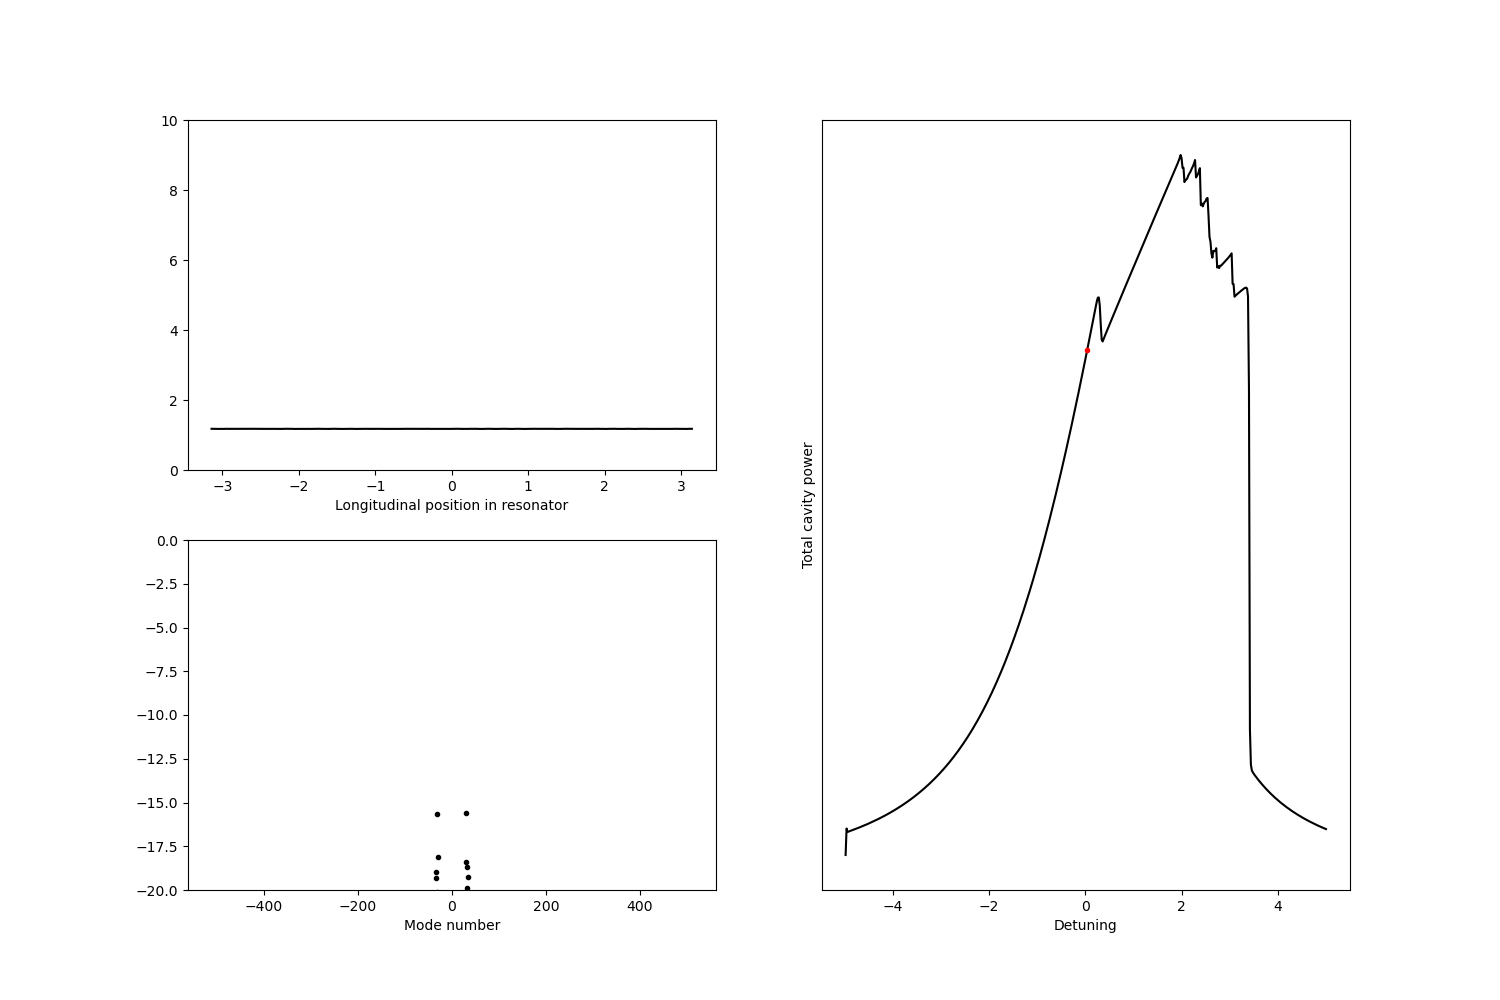 10
8
6
4
2
0
−3 −2 −1 0 1 2 3
Longitudinal position in resonator
0.0
−2.5
−5.0
−7.5
−10.0
−12.5
−15.0
−17.5
−20.0
−400 −200 0 200 400
Mode number
Total cavity power
−4 −2 0 2 4
Detuning